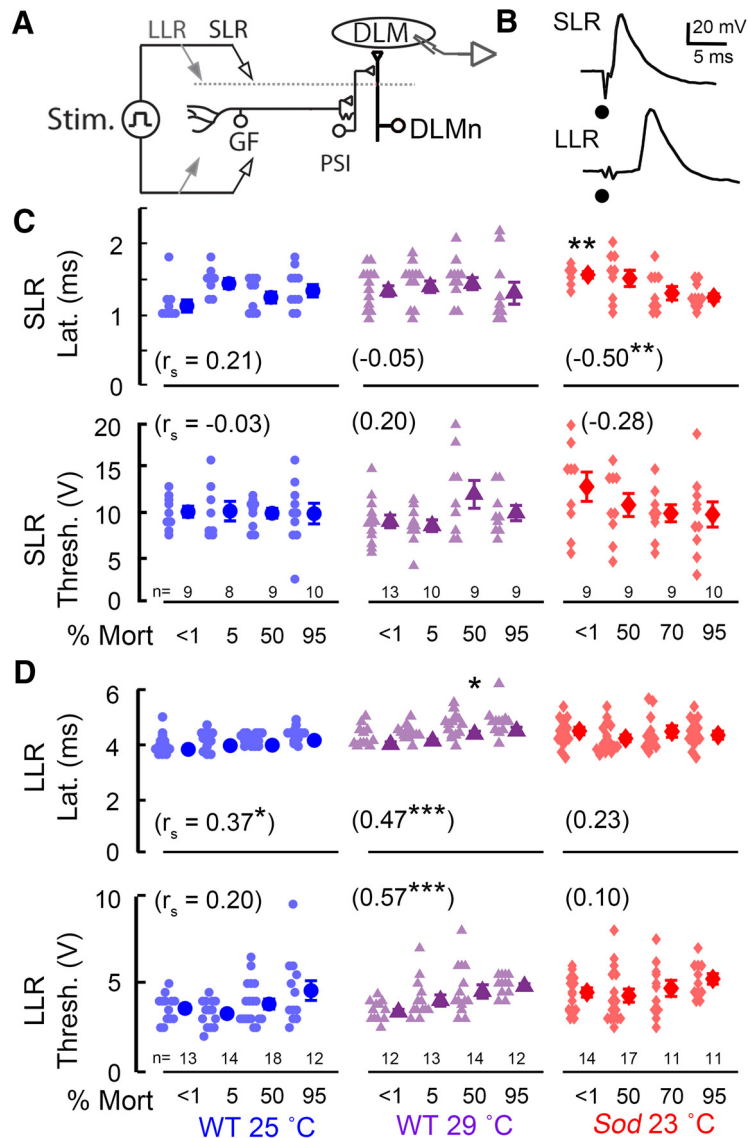 A
LLR SLR
DLM
Stim.
GF
PSI
DLMn
B
SLR
20 mV
5 ms
LLR
C
SLR
Lat. (ms)
2
1
0
**
(rs = 0.21)
(-0.05)
(-0.50**)
SLR
Thresh. (V)
20
15
10
5
0
(rs = -0.03)
(0.20)
(-0.28)
n= 9 8 9 10
13 10 9 9
9 9 9 10
% Mort <1 5 50 95
<1 5 50 95
<1 50 70 95
D
LLR
Lat. (ms)
6
4
2
0
*
(rs = 0.37*)
(0.47***)
(0.23)
LLR
Thresh. (V)
10
5
0
(rs = 0.20)
(0.57***)
(0.10)
n= 13 14 18 12
12 13 14 12
14 17 11 11
% Mort <1 5 50 95
<1 5 50 95
<1 50 70 95
WT 25 °C
WT 29 °C
Sod 23 °C